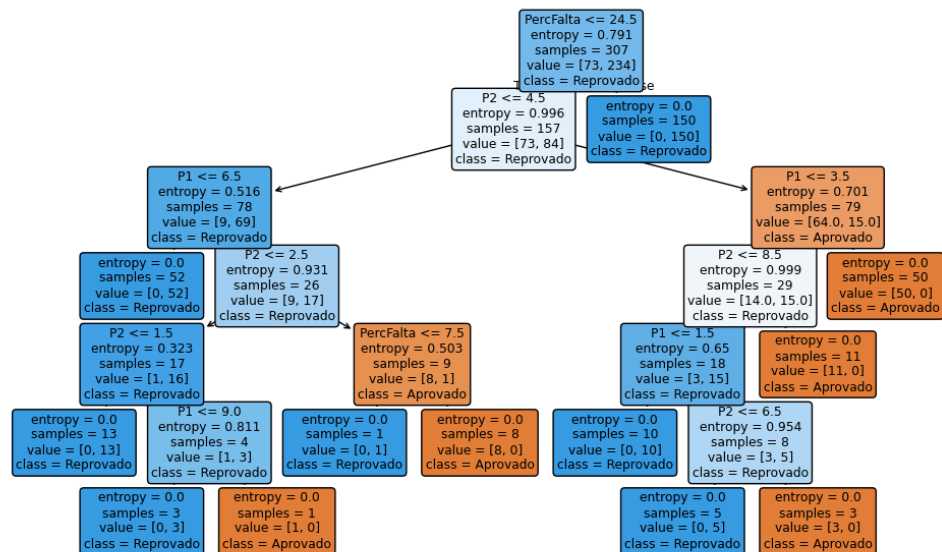 PercFalta <= 24.5
entropy = 0.791
samples = 307
value = [73, 234]
class = Reprovado
P2 <= 4.5
entropy = 0.996
samples = 157
value = [73, 84]
class = Reprovado
entropy = 0.0
samples = 150
value = [0, 150]
class = Reprovado
P1 <= 6.5
entropy = 0.516
samples = 78
value = [9, 69]
class = Reprovado
P1 <= 3.5
entropy = 0.701
samples = 79
value = [64.0, 15.0]
class = Aprovado
entropy = 0.0
samples = 52
value = [0, 52]
class = Reprovado
P2 <= 2.5
entropy = 0.931
samples = 26
value = [9, 17]
class = Reprovado
P2 <= 8.5
entropy = 0.999
samples = 29
value = [14.0, 15.0]
class = Reprovado
entropy = 0.0
samples = 50
value = [50, 0]
class = Aprovado
P2 <= 1.5
entropy = 0.323
samples = 17
value = [1, 16]
class = Reprovado
PercFalta <= 7.5
entropy = 0.503
samples = 9
value = [8, 1]
class = Aprovado
P1 <= 1.5
entropy = 0.65
samples = 18
value = [3, 15]
class = Reprovado
entropy = 0.0
samples = 11
value = [11, 0]
class = Aprovado
entropy = 0.0
samples = 13
value = [0, 13]
class = Reprovado
P1 <= 9.0
entropy = 0.811
samples = 4
value = [1, 3]
class = Reprovado
entropy = 0.0
samples = 1
value = [0, 1]
class = Reprovado
entropy = 0.0
samples = 8
value = [8, 0]
class = Aprovado
entropy = 0.0
samples = 10
value = [0, 10]
class = Reprovado
P2 <= 6.5
entropy = 0.954
samples = 8
value = [3, 5]
class = Reprovado
entropy = 0.0
samples = 3
value = [0, 3]
class = Reprovado
entropy = 0.0
samples = 1
value = [1, 0]
class = Aprovado
entropy = 0.0
samples = 5
value = [0, 5]
class = Reprovado
entropy = 0.0
samples = 3
value = [3, 0]
class = Aprovado